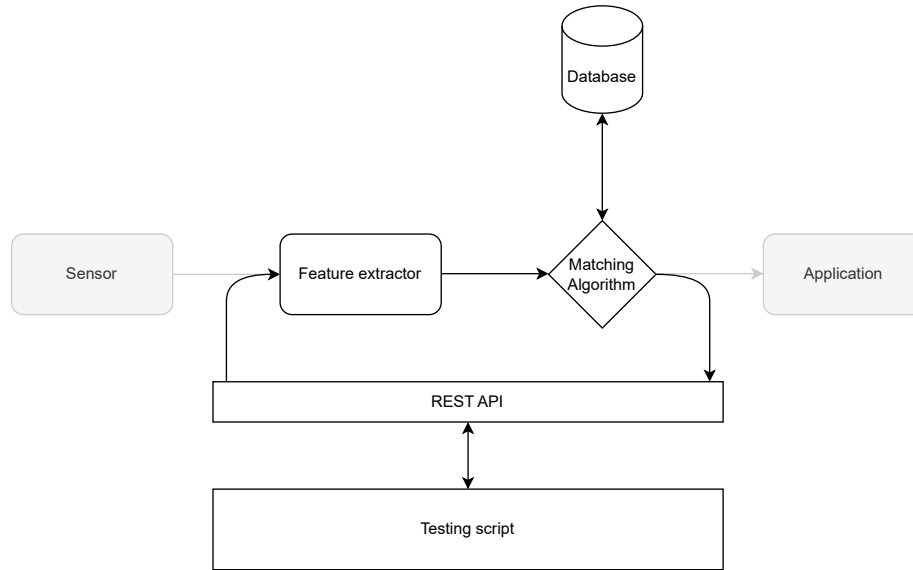 Database
Sensor
Feature extractor
Matching
Algorithm
Application
REST API
Testing script